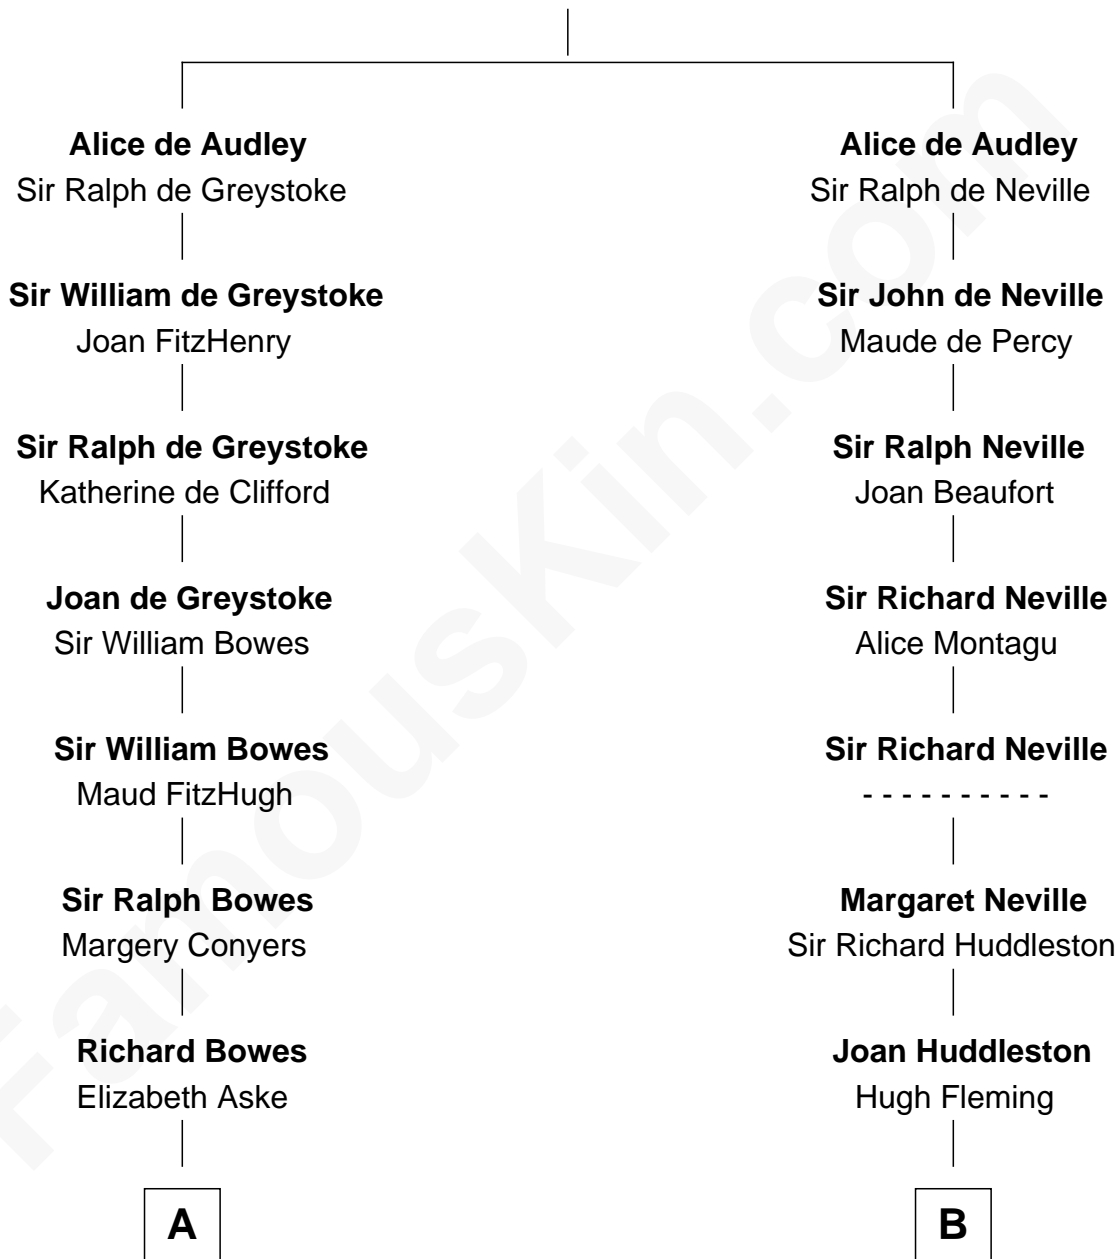 Alice de Audley
Sir Ralph de Greystoke
Sir William de Greystoke
Joan FitzHenry
Sir Ralph de Greystoke
Katherine de Clifford
Joan de Greystoke
Sir William Bowes
Sir William Bowes
Maud FitzHugh
Sir Ralph Bowes
Margery Conyers
Richard Bowes
Elizabeth Aske
A
Alice de Audley
Sir Ralph de Neville
Sir John de Neville
Maude de Percy
Sir Ralph Neville
Joan Beaufort
Sir Richard Neville
Alice Montagu
Sir Richard Neville
- - - - - - - - - -
Margaret Neville
Sir Richard Huddleston
Joan Huddleston
Hugh Fleming
B
FamousKin.com